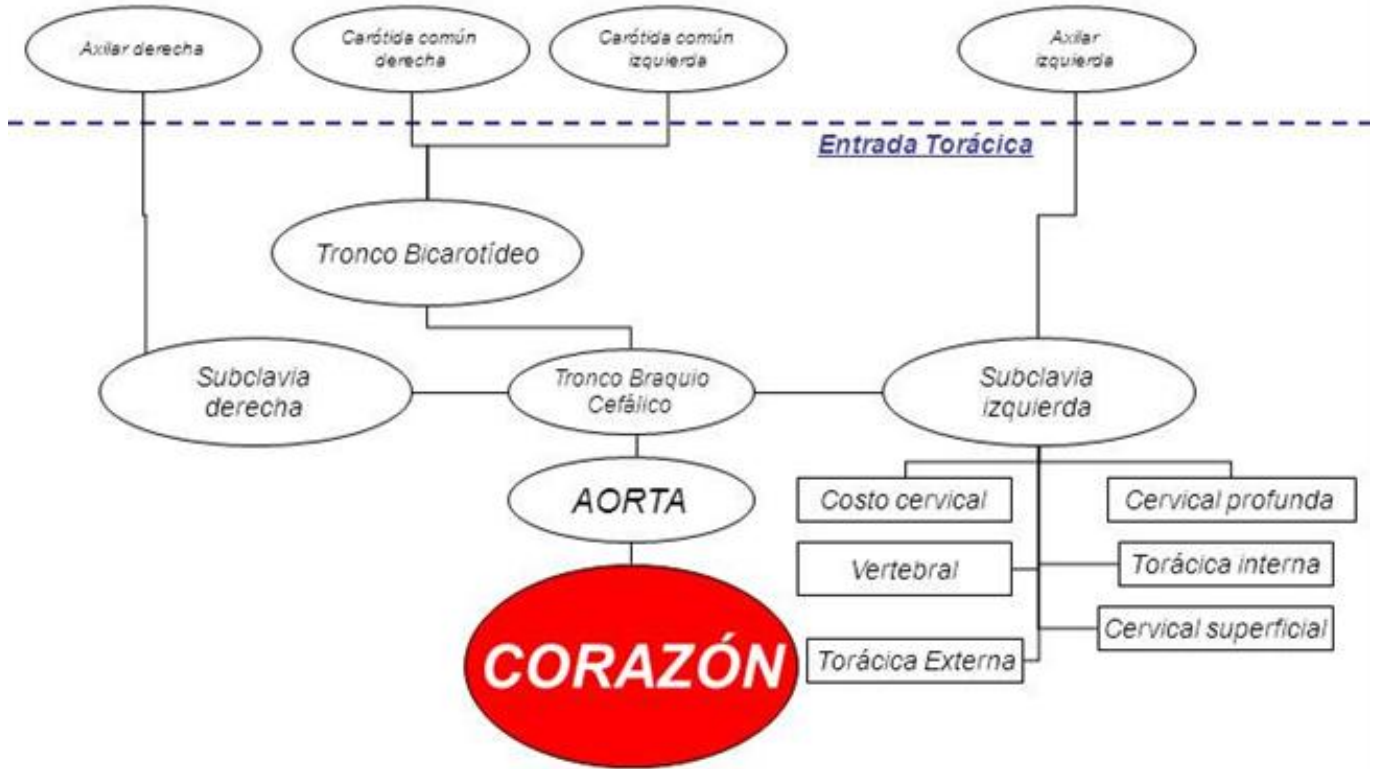 Axilar derecha
Carótida común
derecha
Carótida común
izquierda
Axilar
izquierda
Entrada Torácica
Tronco Bicarotídeo
Subclavia
derecha
Tronco Braquio
Cefálico
Subclavia
izquierda
AORTA
Costo cervical
Cervical profunda
Vertebral
Torácica interna
Cervical superficial
Torácica Externa
CORAZÓN